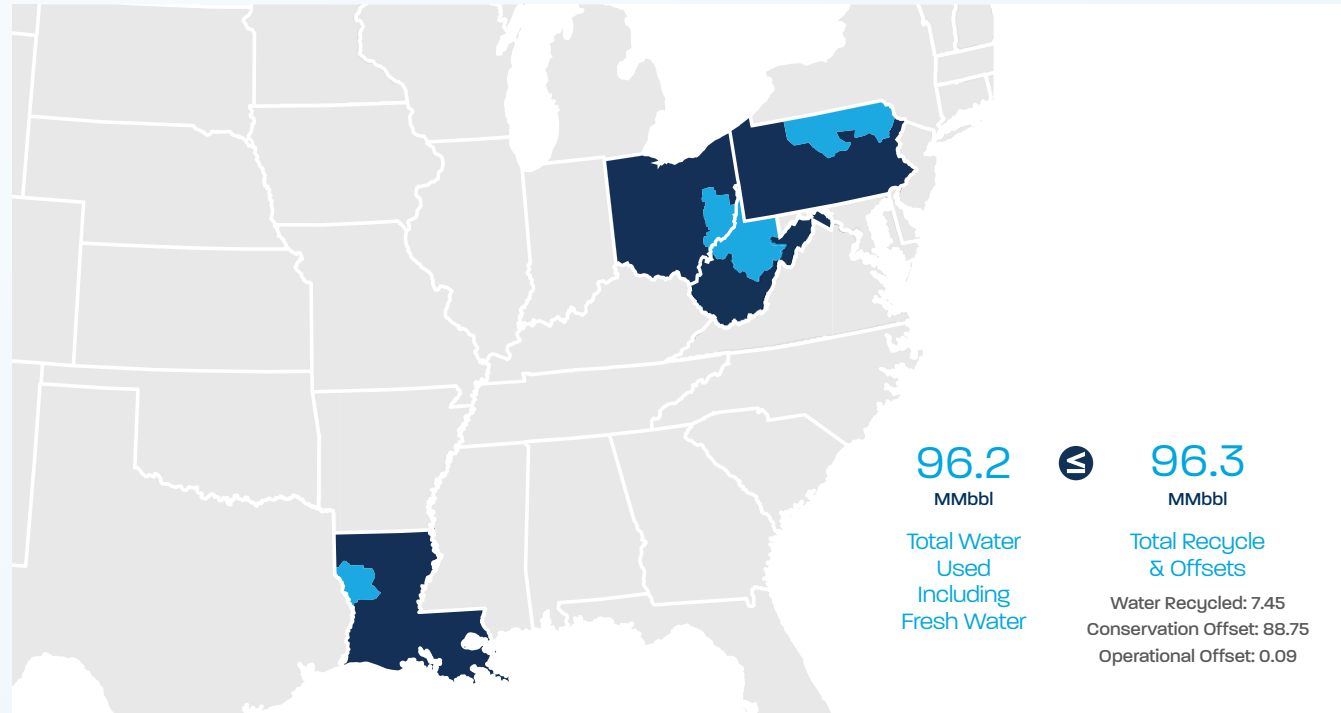 96.2
MMbbl
Total Water
Used
Including
Fresh Water
≤
96.3
MMbbl
Total Recycle
& Offsets
Water Recycled: 7.45
Conservation Offset: 88.75
Operational Offset: 0.09